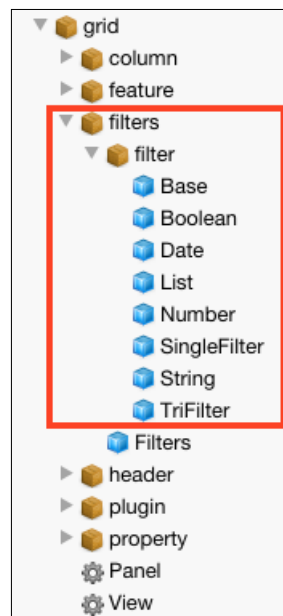 grid
column
feature
filters
filter
Base
Boolean
Date
List
Number
SingleFilter
String
TriFilter
Filters
header
plugin
property
Panel
View